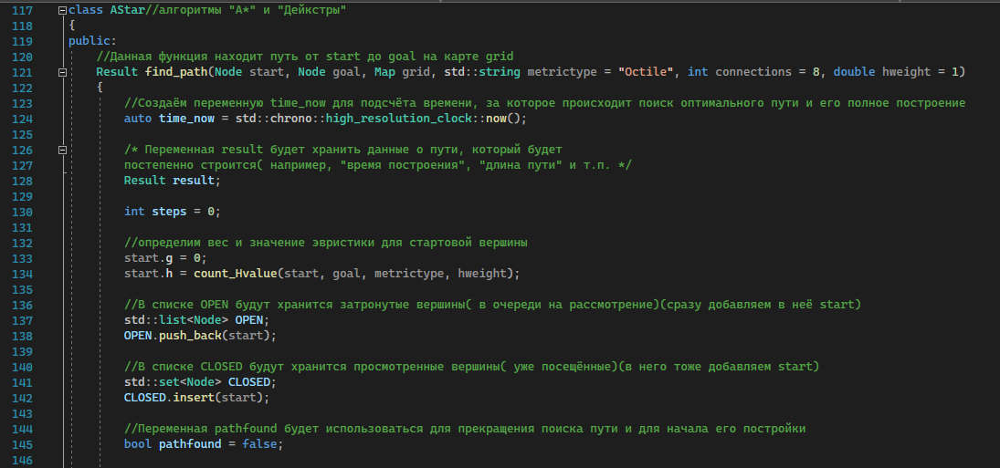 117 class AStar//алгоритмы "A*" и "Дейкстры"
118 {
119 public:
120 //Данная функция находит путь от start до goal на карте grid
121 Result find_path(Node start, Node goal, Map grid, std::string metrictype = "Octile", int connections = 8, double hweight = 1)
122 {
123 //Создаём переменную time_now для подсчёта времени, за которое происходит поиск оптимального пути и его полное построение
124 auto time_now = std::chrono::high_resolution_clock::now();
125
126 /* Переменная result будет хранить данные о пути, который будет
127 постепенно строится( например, "время построения", "длина пути" и т.п. */
128 Result result;
129
130 int steps = 0;
131
132 //определим вес и значение эвристики для стартовой вершины
133 start.g = 0;
134 start.h = count_Hvalue(start, goal, metrictype, hweight);
135
136 //В списке OPEN будут хранится затронутые вершины( в очереди на рассмотрение)(сразу добавляем в неё start)
137 std::list<Node> OPEN;
138 OPEN.push_back(start);
139
140 //В списке CLOSED будут хранится просмотренные вершины( уже посещённые)(в него тоже добавляем start)
141 std::set<Node> CLOSED;
142 CLOSED.insert(start);
143
144 //Переменная pathfound будет использоваться для прекращения поиска пути и для начала его постройки
145 bool pathfound = false;
146